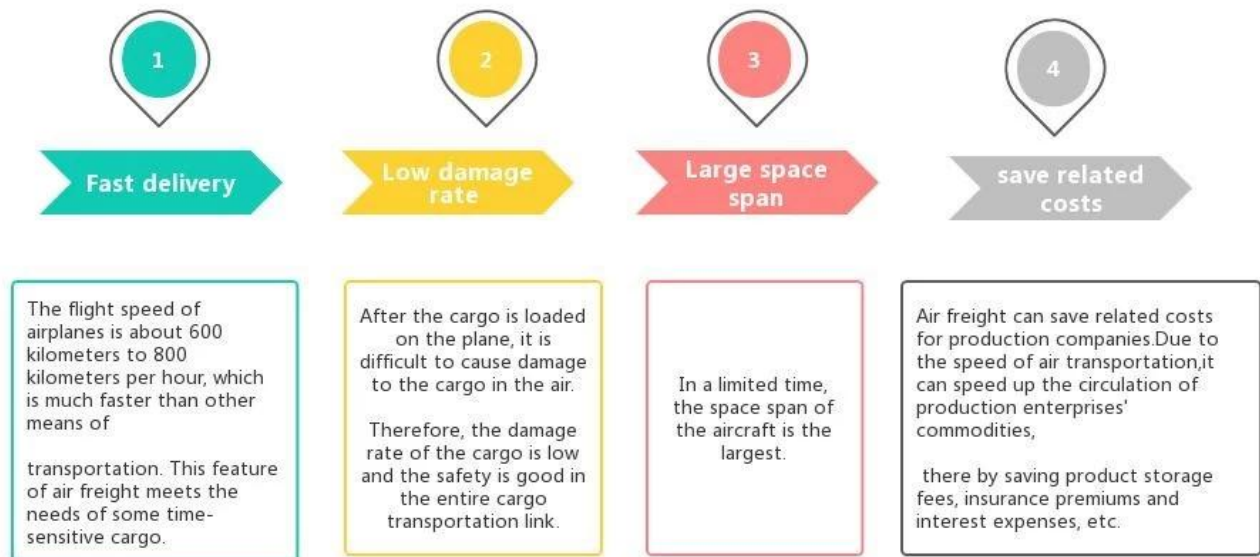 1
Fast delivery
The flight speed of
airplanes is about 600
kilometers to 800
kilometers per hour, which
is much faster than other
means of
transportation. This feature
of air freight meets the
needs of some time-
sensitive cargo.
2
Low damage
rate
After the cargo is loaded
on the plane, it is
difficult to cause damage
to the cargo in the air.
Therefore, the damage
rate of the cargo is low
and the safety is good in
the entire cargo
transportation link.
3
Large space
span
In a limited time,
the space span of
the aircraft is the
largest.
4
save related
costs
Air freight can save related costs
for production companies.Due to
the speed of air transportation,it
can speed up the circulation of
production enterprises'
commodities,
there by saving product storage
fees, insurance premiums and
interest expenses, etc.